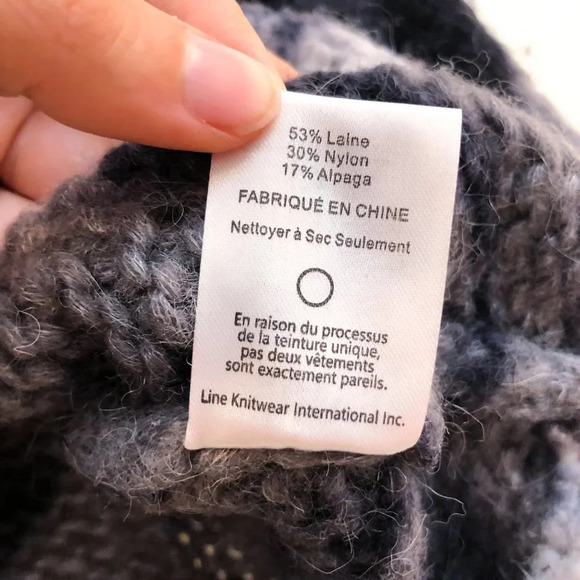 53% Laine
30% Nylon
17% Alpaga
FABRIQUÉ EN CHINE
Nettoyer à Sec Seulement
En raison du processus
de la teinture unique,
pas deux vêtements
sont exactement pareils.
Line Knitwear International Inc.